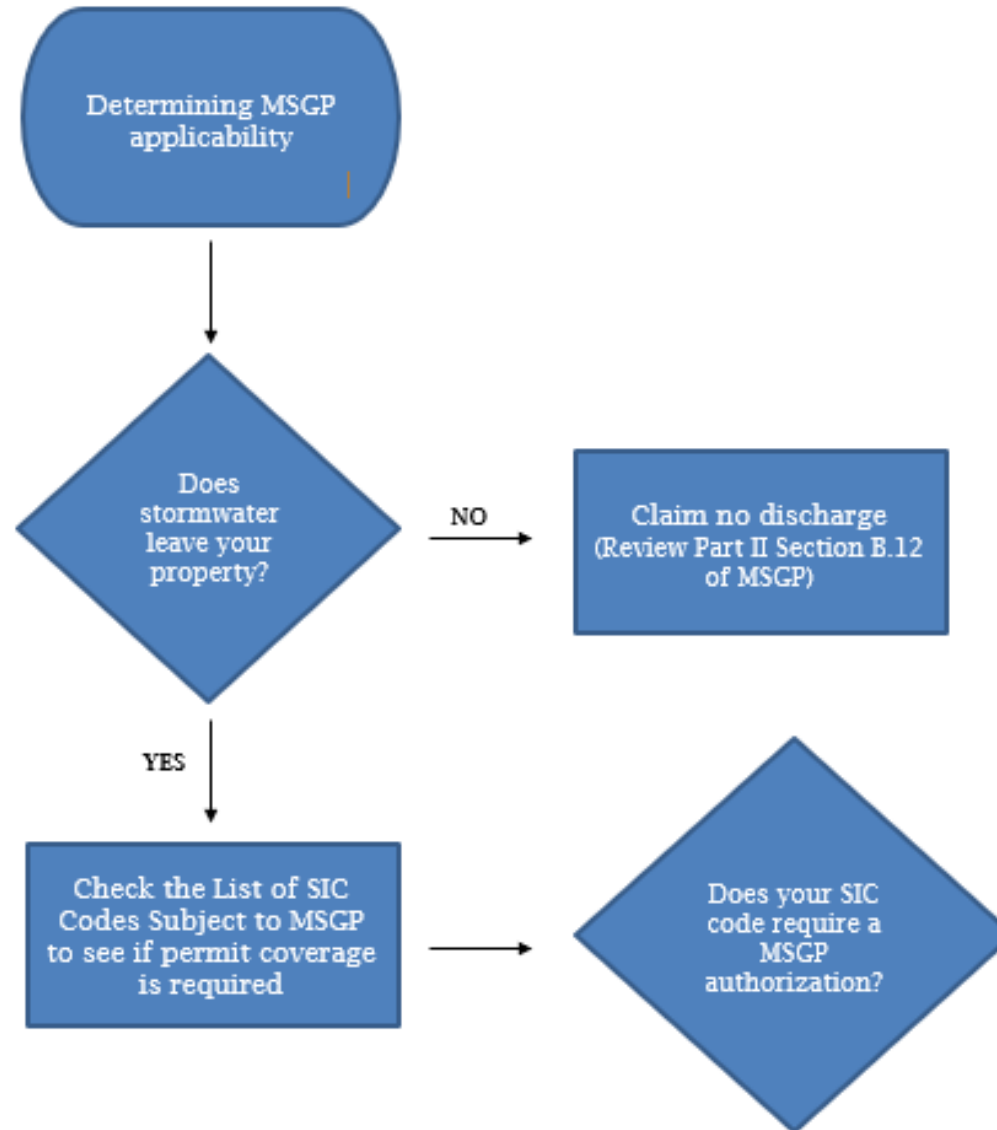 Determining MSGP
applicability
Does
stormwater
leave your
property?
NO
Claim no discharge
(Review Part II Section B.12
of MSGP)
YES
Check the List of SIC
Codes Subject to MSGP
to see if permit coverage
is required
Does your SIC
code require a
MSGP
authorization?